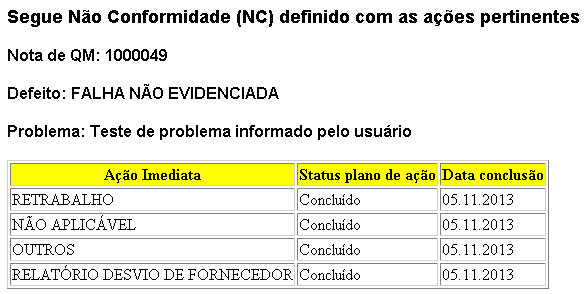 Segue Não Conformidade (NC) definido com as ações pertinentes
Nota de QM: 1000049
Defeito: FALHA NÃO EVIDENCIADA
Problema: Teste de problema informado pelo usuário
Ação Imediata Status plano de ação Data conclusão
RETRABALHO Concluído 05.11.2013
NÃO APLICÁVEL Concluído 05.11.2013
OUTROS Concluído 05.11.2013
RELATÓRIO DESVIO DE FORNECEDOR Concluído 05.11.2013